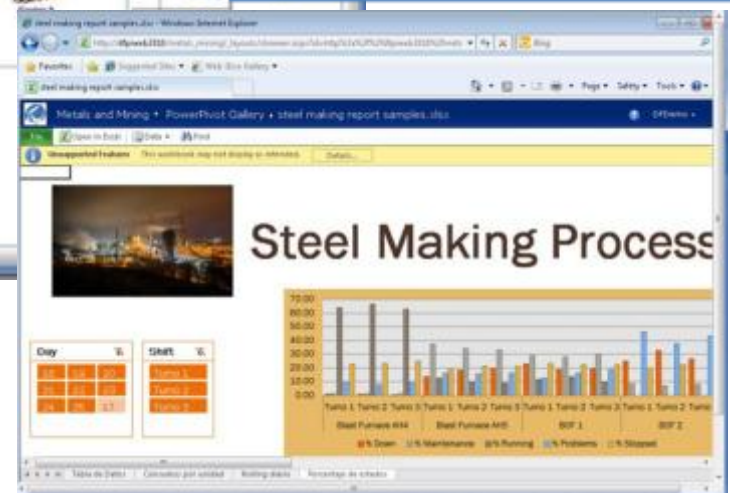 steel making report samples.xlsx - Windows Internet Explorer
Bing
Favorites Suggested Sites Web Slice Gallery
steel making report samples.xlsx
Page Safety Tools
Metals and Mining PowerPivot Gallery steel making report samples.xlsx
File Open in Excel Data Find
Unsupported Features This workbook may not display as intended. Details...
Steel Making Process
Day
Shift
18 19 20
Turno 1
Turno 2
Turno 3
70.00
60.00
50.00
40.00
30.00
20.00
10.00
0.00
Turno 1 Turno 2 Turno 3 Turno 1 Turno 2 Turno 3 Turno 1 Turno 2 Turno 3 Turno 1 Turno 2 Turno
Blast Furnace AH4 Blast Furnace AH5 BOF 1 BOF 2
% Down % Maintenance % Running % Problems % Stopped
Tabla de Datos Consumos por unidad Rolling diario Porcentaje de estados